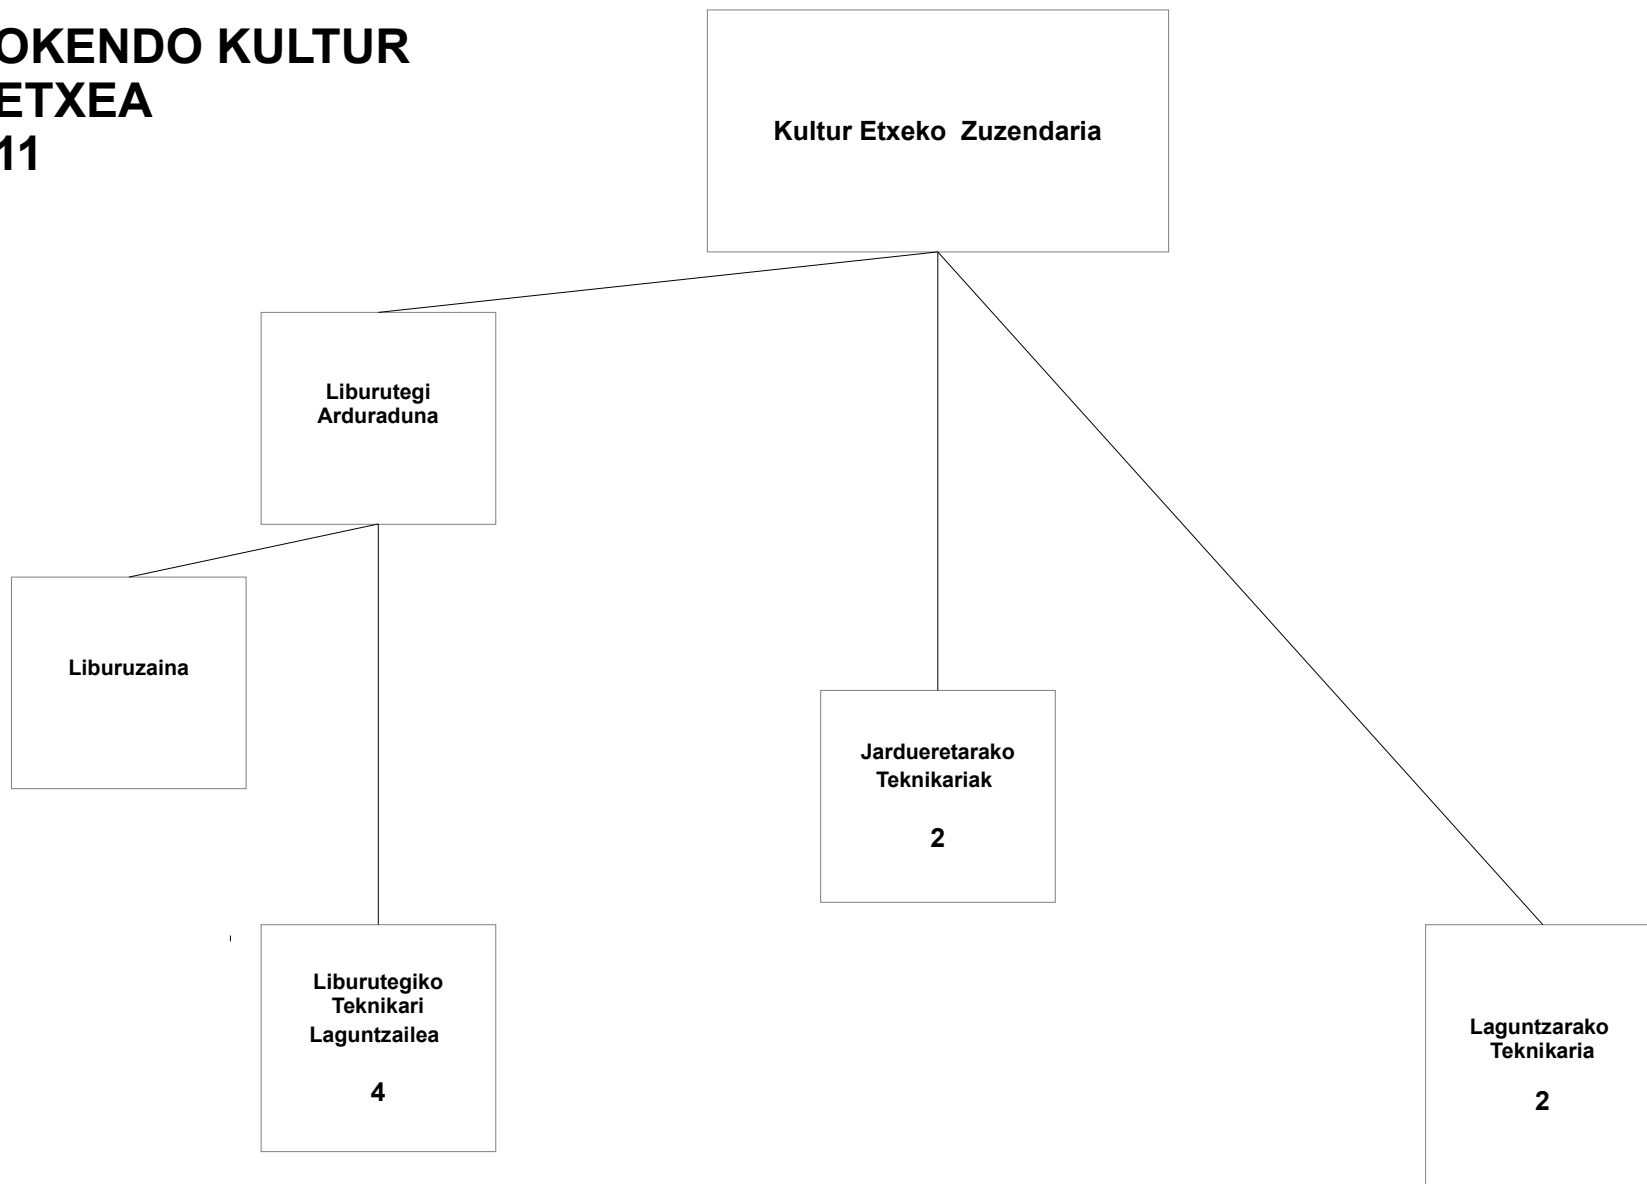 OKENDO KULTUR
ETXEA
11
Kultur Etxeko Zuzendaria
Liburutegi
Arduraduna
Liburuzaina
Jardueretarako
Teknikariak
2
Liburutegiko
Teknikari
Laguntzailea
4
Laguntzarako
Teknikaria
2